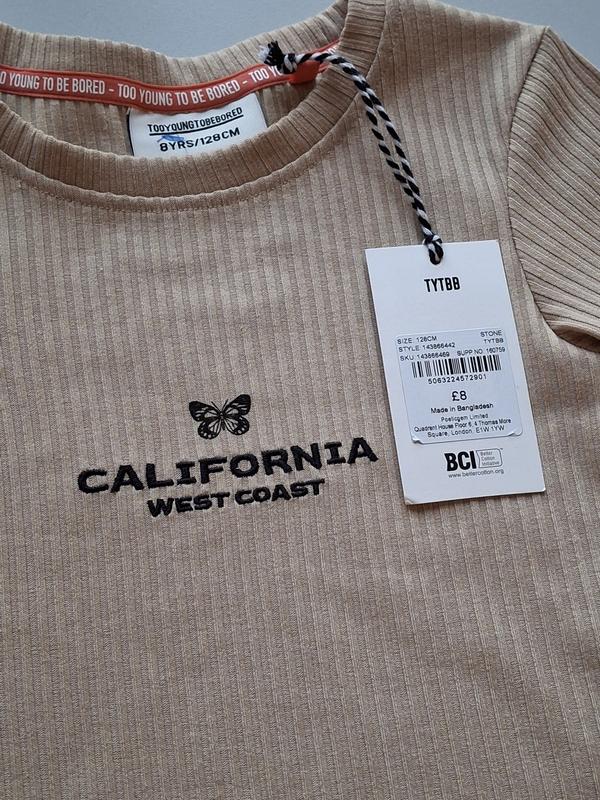 O YOUNG TO BE BORED - TOO YOUNG TO BE BORED - TOO Y
TOOYOUNGTOBEBORED
8YRS/128CM
TYTBB
SIZE: 128CM STONE
STYLE: 143866442 TYTBB
SKU: 143866469 SUPP NO: 160759
5063224572901
£8
Made in Bangladesh
Poeticgem Limited
Quadrant House Floor 6, 4 Thomas More
Square, London, E1W 1YW
BCI Better
Cotton
Initiative
www.bettercotton.org
CALIFORNIA
WEST COAST